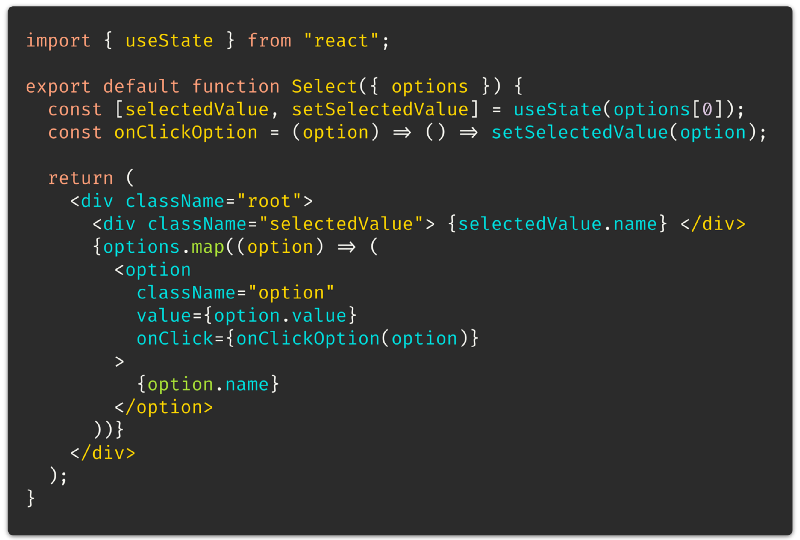 import { useState } from "react";

export default function Select({ options }) {
  const [selectedValue, setSelectedValue] = useState(options[0]);
  const onClickOption = (option) => () => setSelectedValue(option);

  return (
    <div className="root">
      <div className="selectedValue"> {selectedValue.name} </div>
      {options.map((option) => (
        <option
          className="option"
          value={option.value}
          onClick={onClickOption(option)}
        >
          {option.name}
        </option>
      ))}
    </div>
  );
}